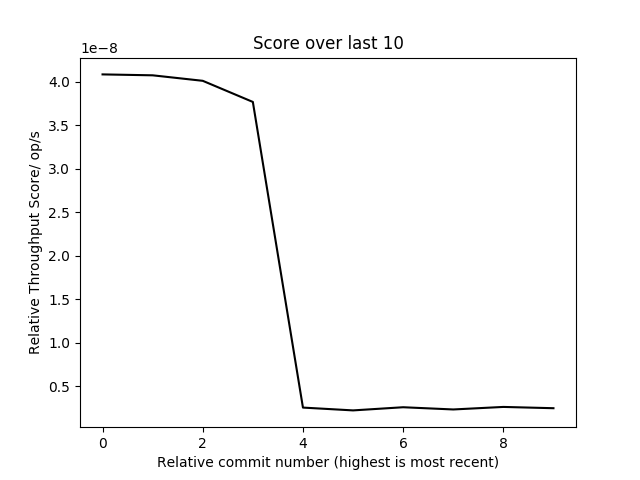 Score over last 10
1e−8
4.0
3.5
3.0
2.5
2.0
1.5
1.0
0.5
Relative Throughput Score/ op/s
0 2 4 6 8
Relative commit number (highest is most recent)